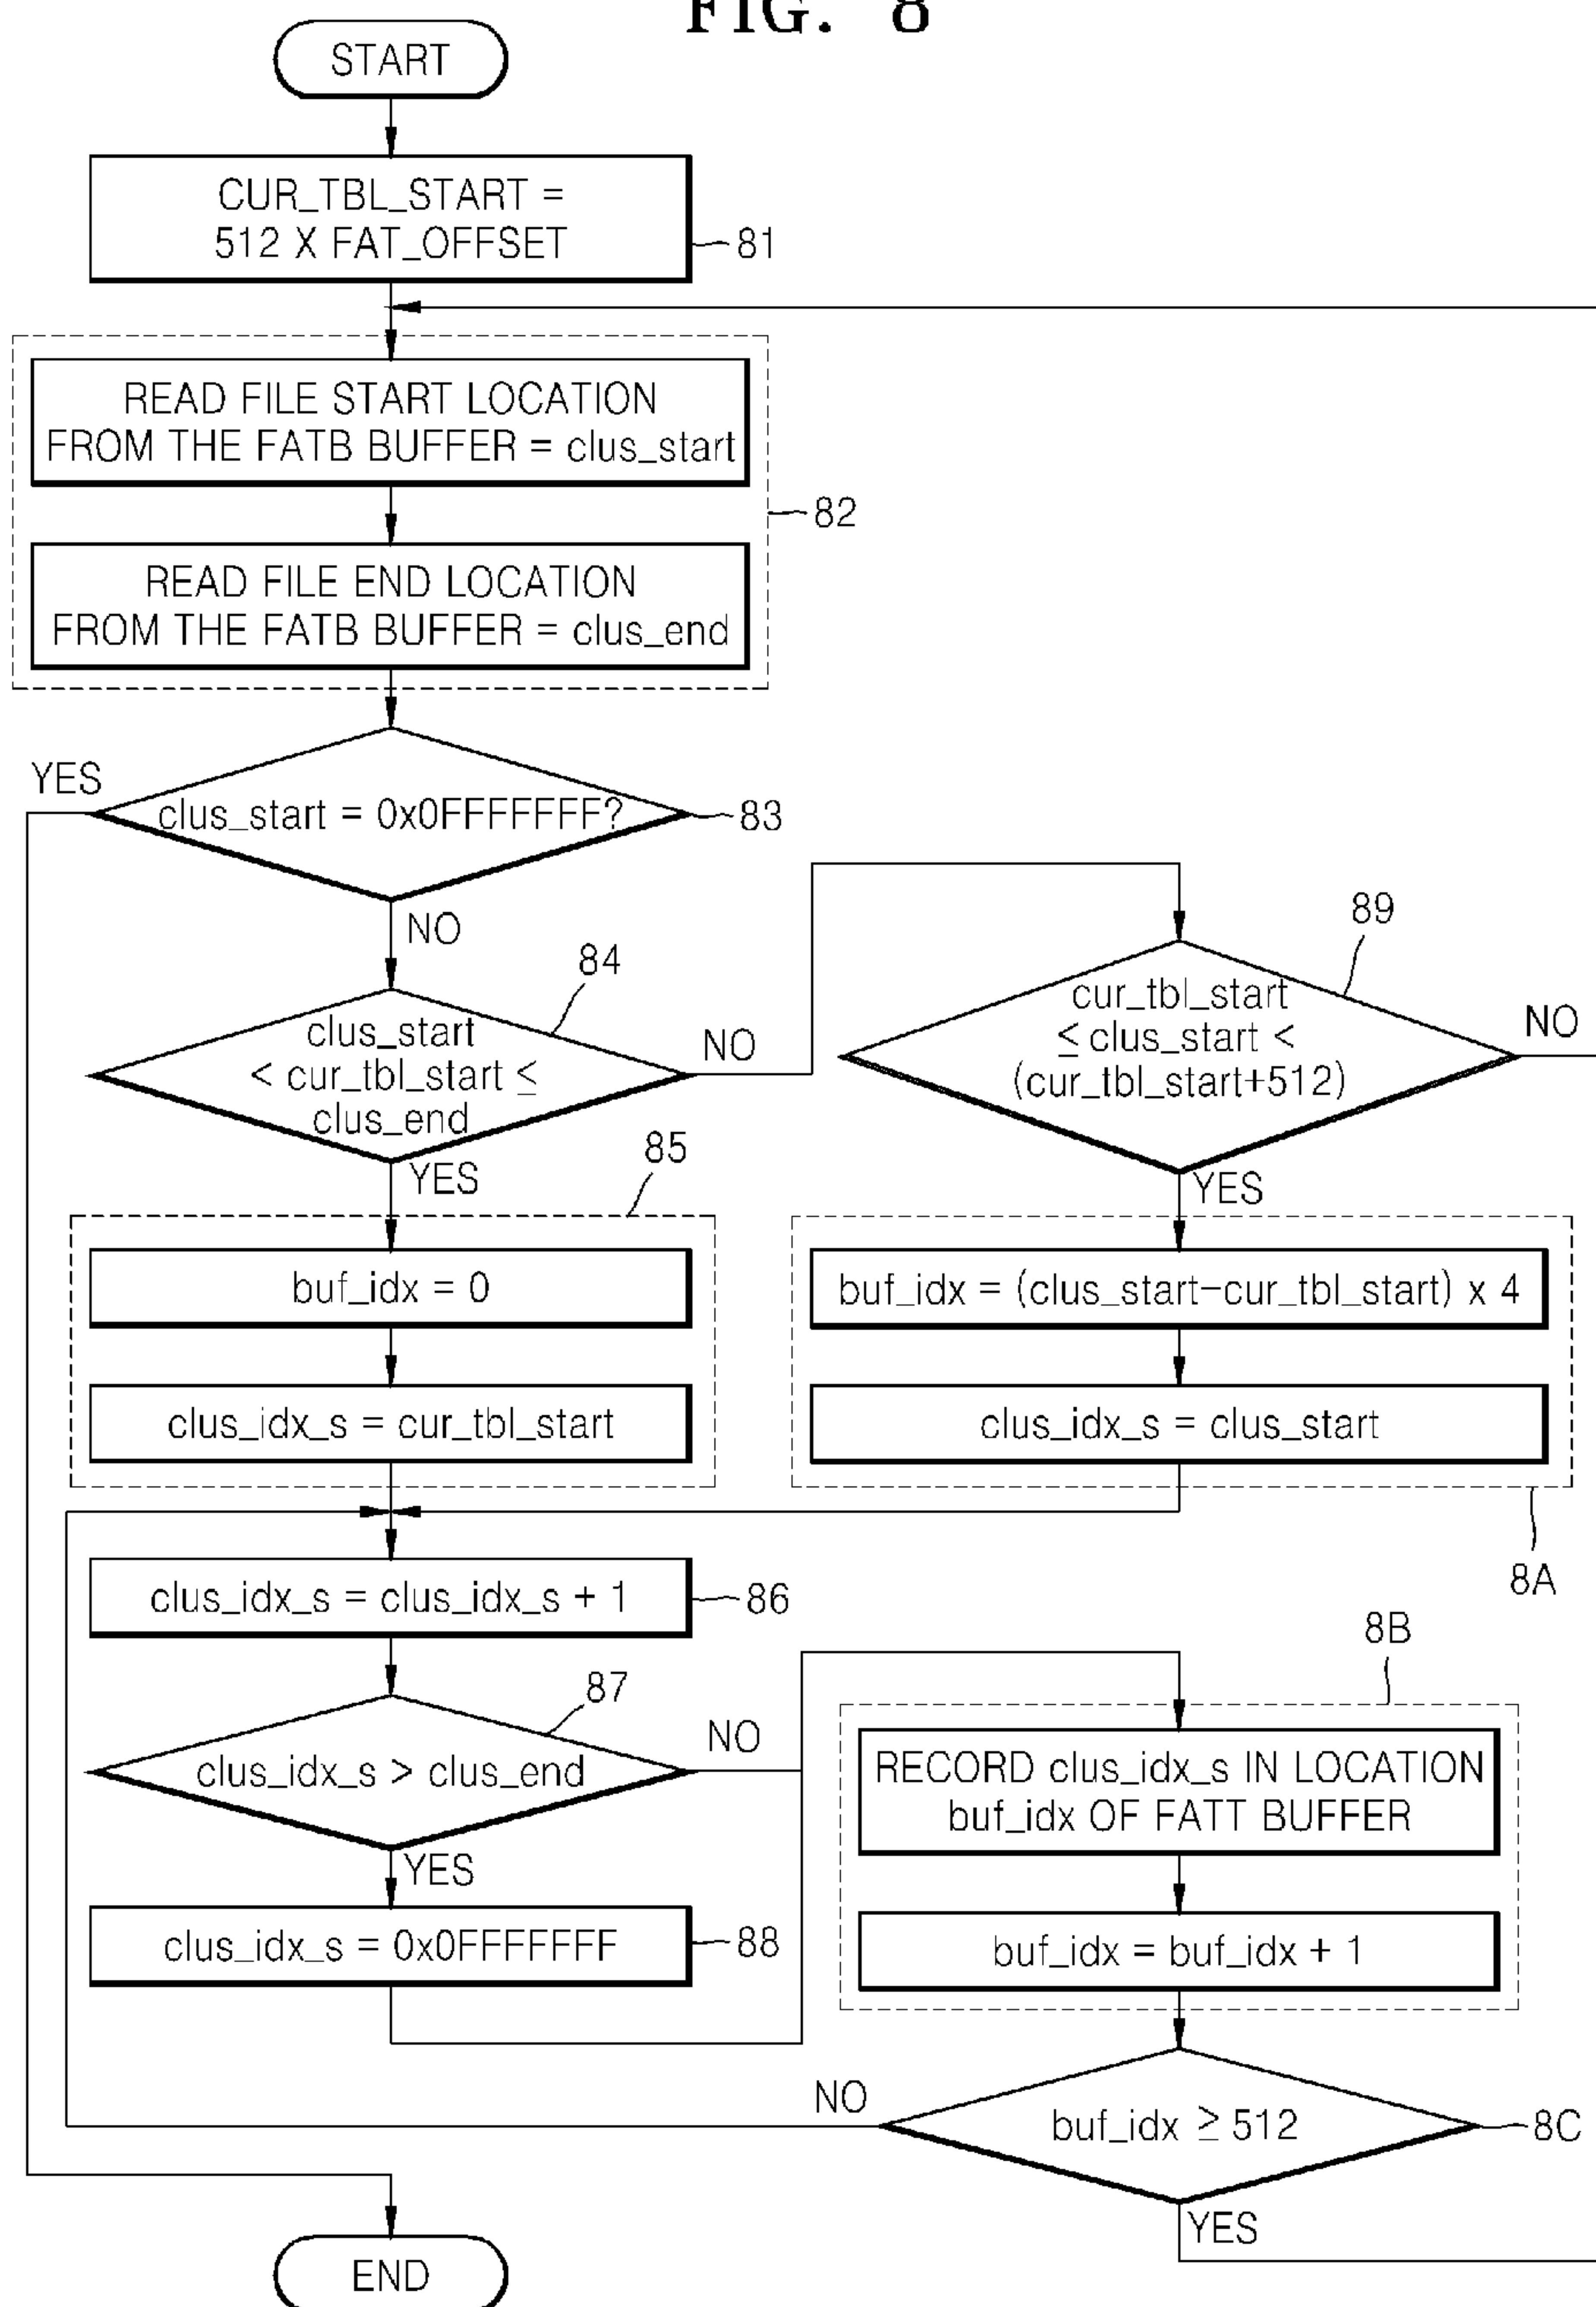 FIG. 8
START
CUR_TBL_START =
512 X FAT_OFFSET
81
READ FILE START LOCATION
FROM THE FATB BUFFER = clus_start
82
READ FILE END LOCATION
FROM THE FATB BUFFER = clus_end
YES
clus_start = 0x0FFFFFFF?
83
NO
84
clus_start
< cur_tbl_start ≤
clus_end
NO
YES
89
cur_tbl_start
≤ clus_start <
(cur_tbl_start+512)
NO
YES
85
buf_idx = 0
clus_idx_s = cur_tbl_start
buf_idx = (clus_start-cur_tbl_start) x 4
clus_idx_s = clus_start
8A
clus_idx_s = clus_idx_s + 1
86
87
clus_idx_s > clus_end
NO
YES
clus_idx_s = 0x0FFFFFFF
88
8B
RECORD clus_idx_s IN LOCATION
buf_idx OF FATT BUFFER
buf_idx = buf_idx + 1
NO
buf_idx ≥ 512
8C
YES
END